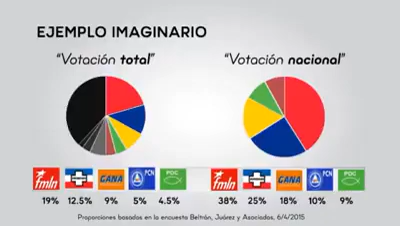 EJEMPLO IMAGINARIO
"Votación total" "Votación nacional"
fmln GANA PCN PDC fmln GANA PCN PDC
19% 12.5% 9% 5% 4.5% 38% 25% 18% 10% 9%
Proporciones basadas en la encuesta Beltrán, Juárez y Asociados, 6/4/2015